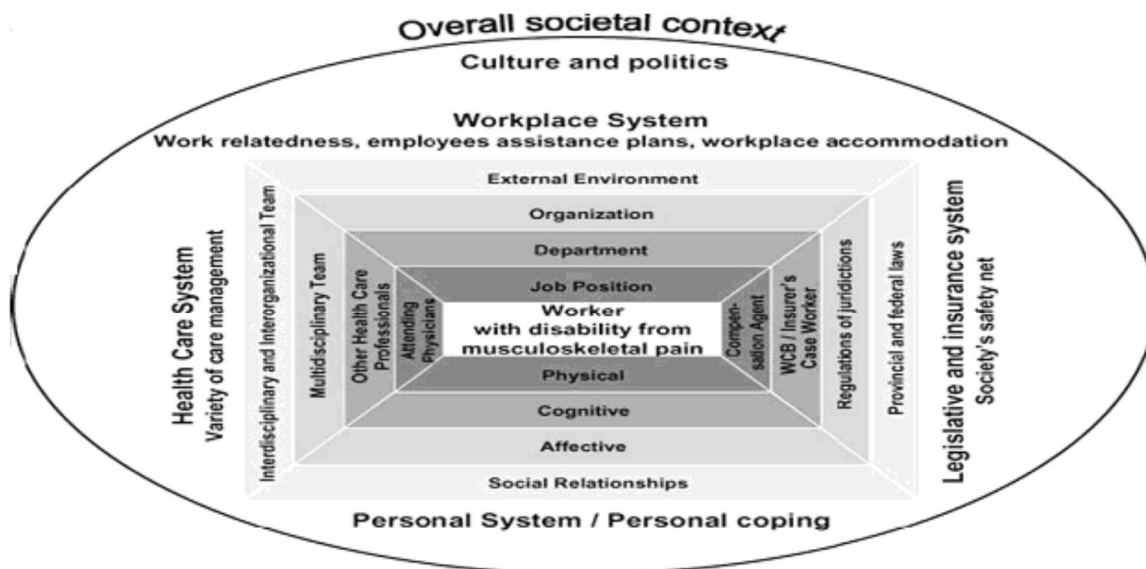 Overall societal context
Culture and politics
Workplace System
Work relatedness, employees assistance plans, workplace accommodation
External Environment
Organization
Department
Job Position
Worker
with disability from
musculoskeletal pain
Physical
Cognitive
Affective
Social Relationships
Personal System / Personal coping
Health Care System
Variety of care management
Interdisciplinary and Interorganizational Team
Multidisciplinary Team
Other Health Care
Professionals
Attending
Physicians
Compen-
sation Agent
WCB / Insurer's
Case Worker
Regulations of juridictions
Provincial and federal laws
Legislative and insurance system
Society's safety net